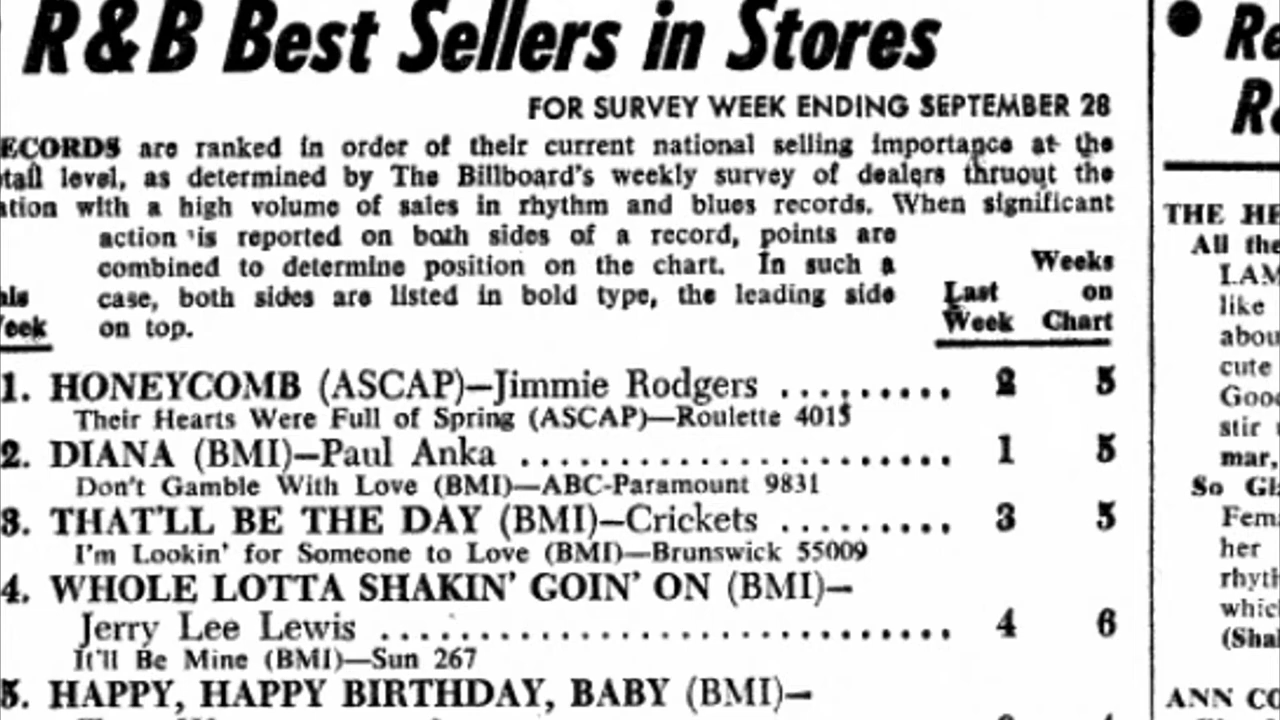 R&B Best Sellers in Stores
FOR SURVEY WEEK ENDING SEPTEMBER 28
ECORDS are ranked in order of their current national selling importance at the
tail level, as determined by The Billboard's weekly survey of dealers thruout the
ation with a high volume of sales in rhythm and blues records. When significant
action is reported on both sides of a record, points are
combined to determine position on the chart. In such a
case, both sides are listed in bold type, the leading side
on top.
his
Week
Last
Week
Weeks
on
Chart
1. HONEYCOMB (ASCAP)—Jimmie Rodgers .......... 2 5
Their Hearts Were Full of Spring (ASCAP)—Roulette 4015
2. DIANA (BMI)—Paul Anka ........................ 1 5
Don't Gamble With Love (BMI)—ABC-Paramount 9831
3. THAT'LL BE THE DAY (BMI)—Crickets .......... 3 5
I'm Lookin' for Someone to Love (BMI)—Brunswick 55009
4. WHOLE LOTTA SHAKIN' GOIN' ON (BMI)—
Jerry Lee Lewis ................................ 4 6
It'll Be Mine (BMI)—Sun 267
5. HAPPY, HAPPY BIRTHDAY, BABY (BMI)—
• Re
R
THE HE
All the
LAM
like
abou
cute
Good
stir
mar,
So Gl
Fem
her
rhyth
whic
(Sha
ANN CO